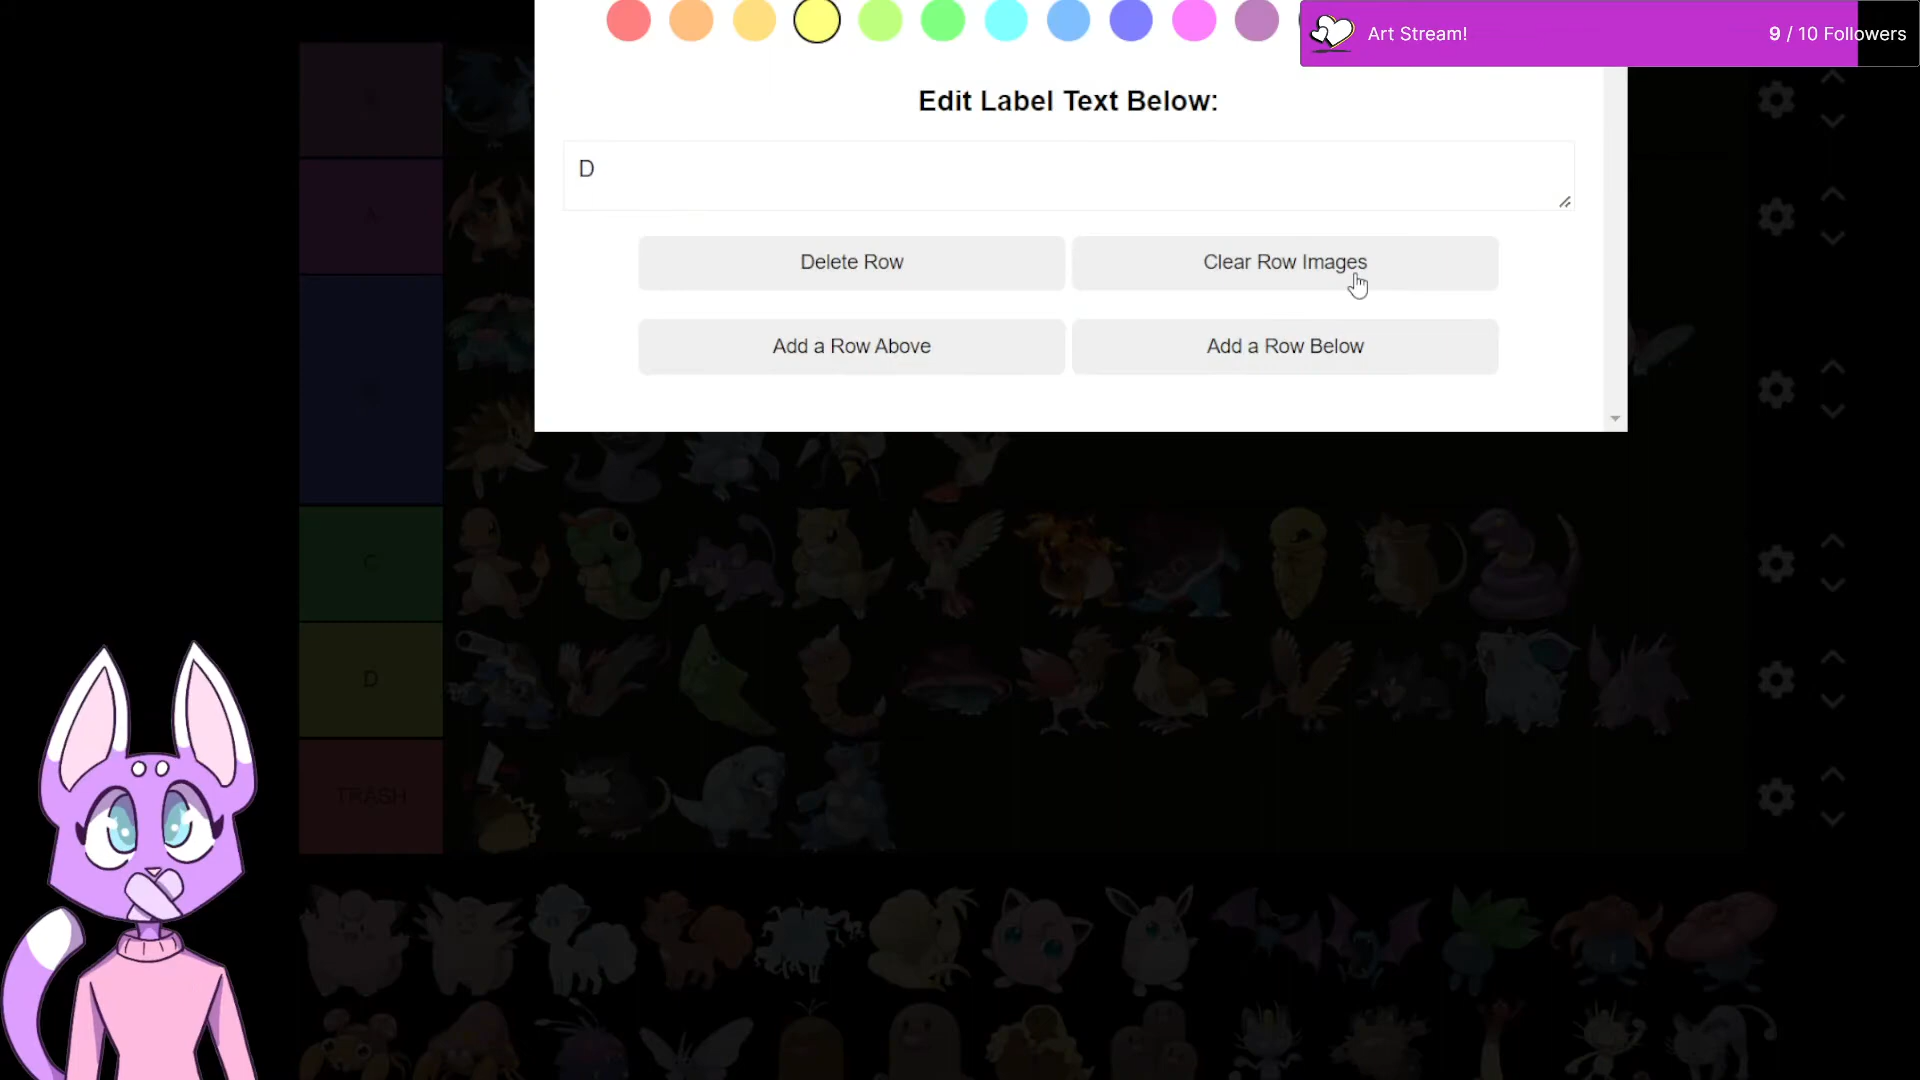 Art Stream!
9 / 10 Followers
Edit Label Text Below:
D
Delete Row
Clear Row Images
Add a Row Above
Add a Row Below
A
C
D
TRASH